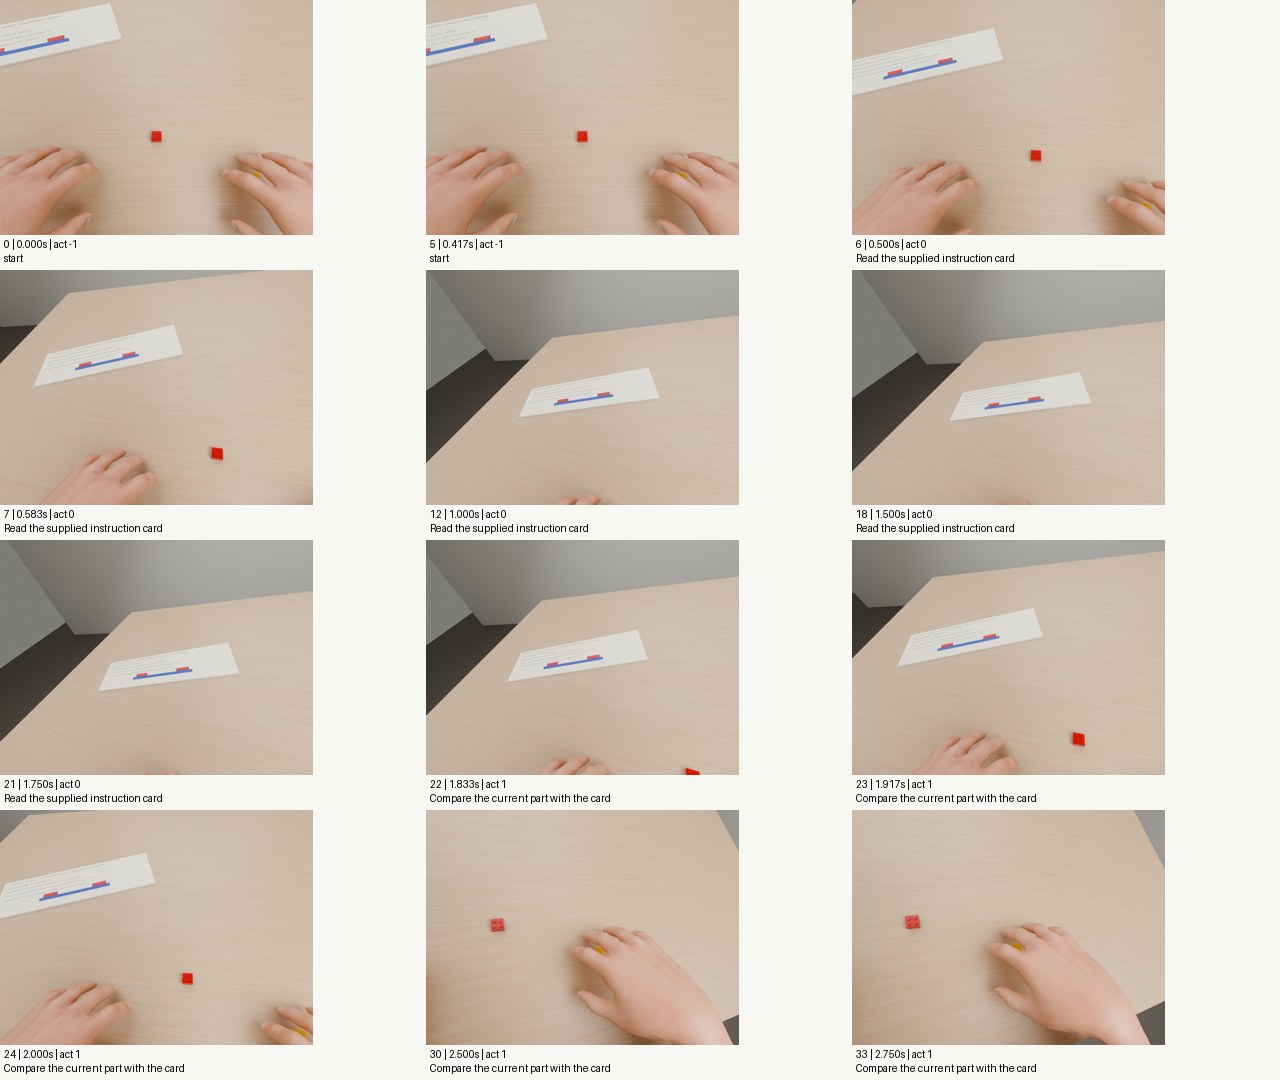 0 | 0.000s | act -1
start
5 | 0.417s | act -1
start
6 | 0.500s | act 0
Read the supplied instruction card
7 | 0.583s | act 0
Read the supplied instruction card
12 | 1.000s | act 0
Read the supplied instruction card
18 | 1.500s | act 0
Read the supplied instruction card
21 | 1.750s | act 0
Read the supplied instruction card
22 | 1.833s | act 1
Compare the current part with the card
23 | 1.917s | act 1
Compare the current part with the card
24 | 2.000s | act 1
Compare the current part with the card
30 | 2.500s | act 1
Compare the current part with the card
33 | 2.750s | act 1
Compare the current part with the card